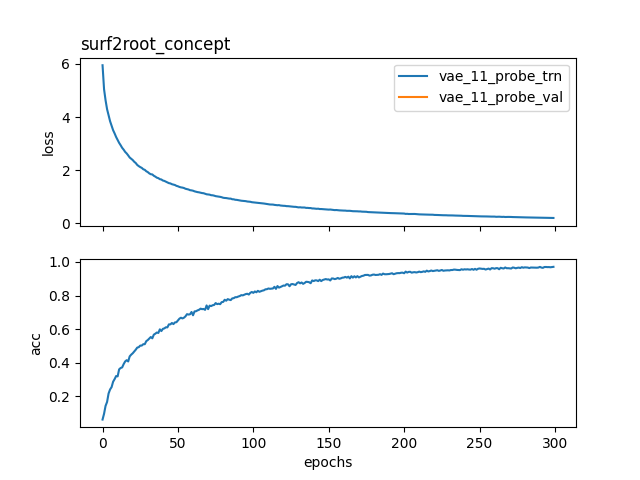 surf2root_concept
6
4
2
0
loss
vae_11_probe_trn
vae_11_probe_val
1.0
0.8
0.6
0.4
0.2
acc
0 50 100 150 200 250 300
epochs